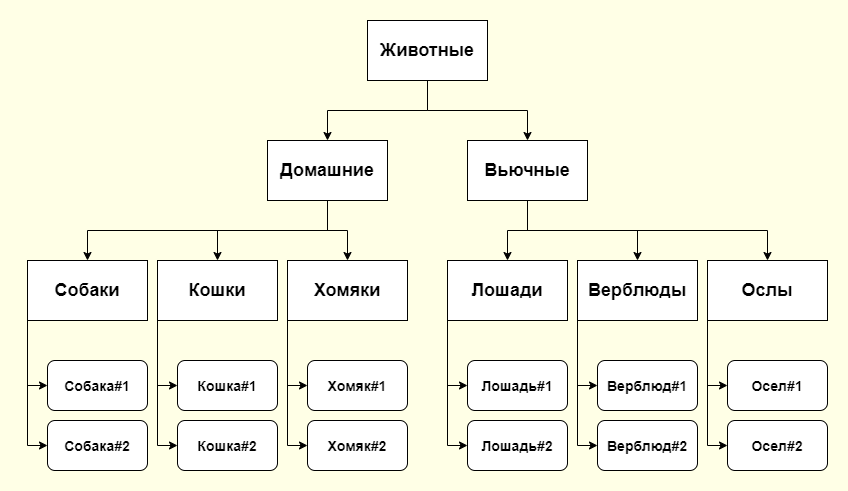 Животные
Домашние
Вьючные
Собаки
Кошки
Хомяки
Лошади
Верблюды
Ослы
Собака#1
Кошка#1
Хомяк#1
Лошадь#1
Верблюд#1
Осел#1
Собака#2
Кошка#2
Хомяк#2
Лошадь#2
Верблюд#2
Осел#2